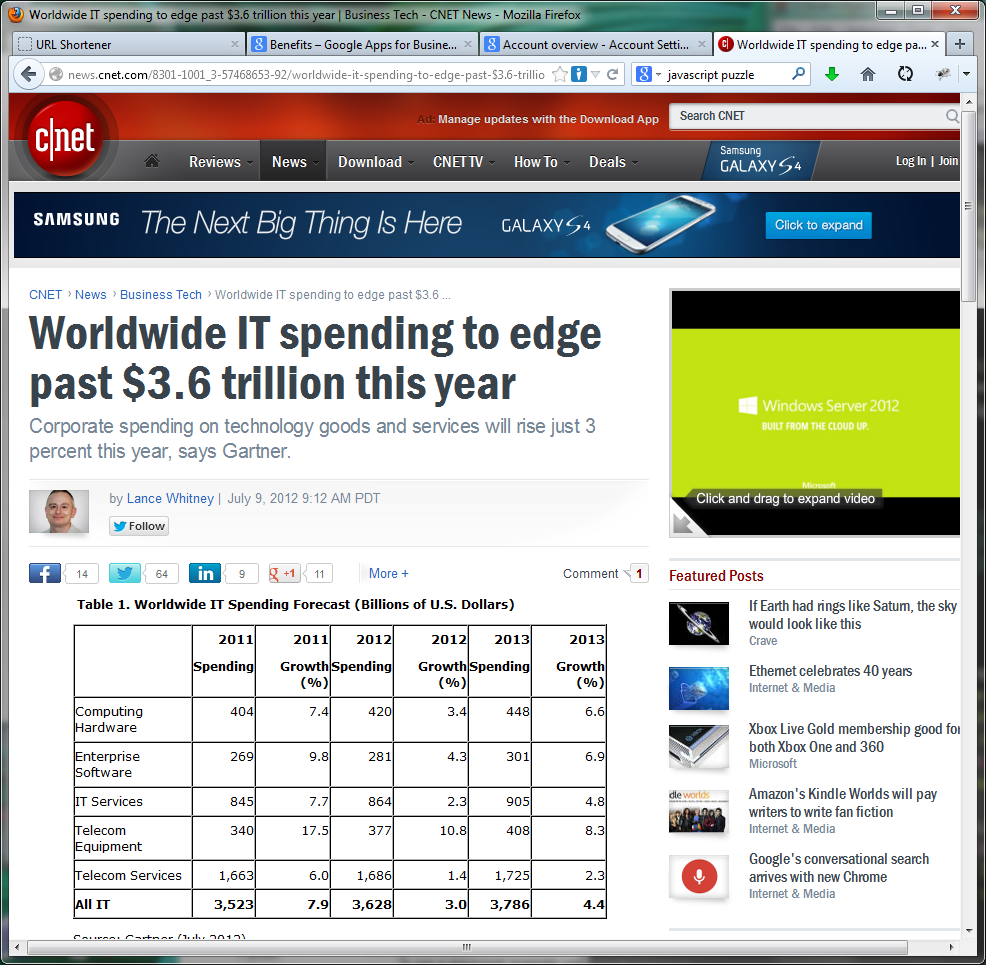 Worldwide IT spending to edge past $3.6 trillion this year | Business Tech - CNET News - Mozilla Firefox
URL Shortener
Benefits – Google Apps for Busine...
Account overview - Account Setti...
Worldwide IT spending to edge pa...
news.cnet.com/8301-1001_3-57468653-92/worldwide-it-spending-to-edge-past-$3.6-trillio
javascript puzzle
c|net
Ad: Manage updates with the Download App
Search CNET
Reviews
News
Download
CNET TV
How To
Deals
Samsung
GALAXY S4
Log In | Join
SAMSUNG
The Next Big Thing Is Here
GALAXY S4
Click to expand
CNET › News › Business Tech › Worldwide IT spending to edge past $3.6 ...
Worldwide IT spending to edge
past $3.6 trillion this year
Corporate spending on technology goods and services will rise just 3
percent this year, says Gartner.
by Lance Whitney | July 9, 2012 9:12 AM PDT
Follow
14
64
in 9
g +1 11
More +
Comment 1
Table 1. Worldwide IT Spending Forecast (Billions of U.S. Dollars)
2011 2011 2012 2012 2013 2013
Spending Growth Spending Growth Spending Growth
(%) (%) (%)
Computing 404 7.4 420 3.4 448 6.6
Hardware
Enterprise 269 9.8 281 4.3 301 6.9
Software
IT Services 845 7.7 864 2.3 905 4.8
Telecom 340 17.5 377 10.8 408 8.3
Equipment
Telecom Services 1,663 6.0 1,686 1.4 1,725 2.3
All IT 3,523 7.9 3,628 3.0 3,786 4.4
Source: Gartner (July 2012)
Windows Server 2012
BUILT FROM THE CLOUD UP.
Microsoft
Click and drag to expand video
Featured Posts
If Earth had rings like Saturn, the sky
would look like this
Crave
Ethernet celebrates 40 years
Internet & Media
Xbox Live Gold membership good for
both Xbox One and 360
Microsoft
dle worlds
Amazon's Kindle Worlds will pay
writers to write fan fiction
Internet & Media
Google's conversational search
arrives with new Chrome
Internet & Media